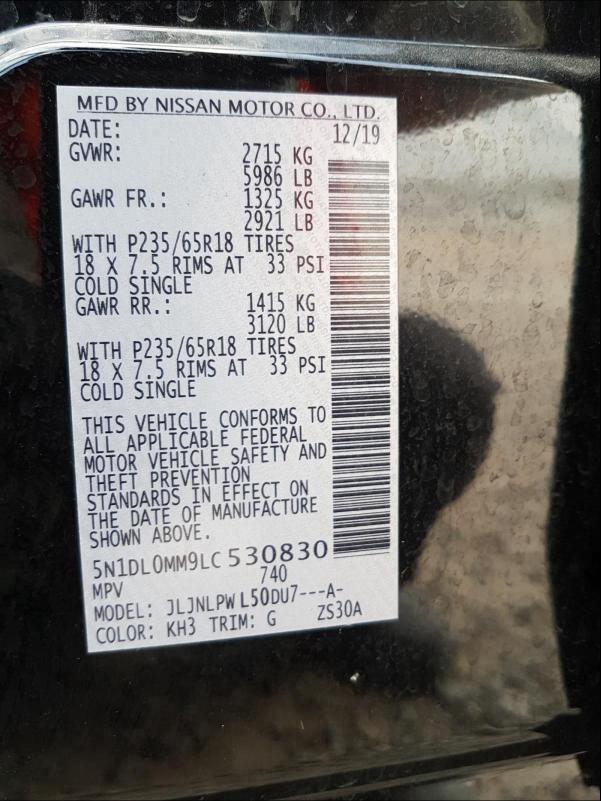 MFD BY NISSAN MOTOR CO., LTD.
DATE: 12/19
GVWR: 2715 KG
5986 LB
GAWR FR.: 1325 KG
2921 LB
WITH P235/65R18 TIRES
18 X 7.5 RIMS AT 33 PSI
COLD SINGLE
GAWR RR.: 1415 KG
3120 LB
WITH P235/65R18 TIRES
18 X 7.5 RIMS AT 33 PSI
COLD SINGLE
THIS VEHICLE CONFORMS TO
ALL APPLICABLE FEDERAL
MOTOR VEHICLE SAFETY AND
THEFT PREVENTION
STANDARDS IN EFFECT ON
THE DATE OF MANUFACTURE
SHOWN ABOVE.
5N1DL0MM9LC 530830
MPV 740
MODEL: JLJNLPW L50DU7---A-
COLOR: KH3 TRIM: G ZS30A